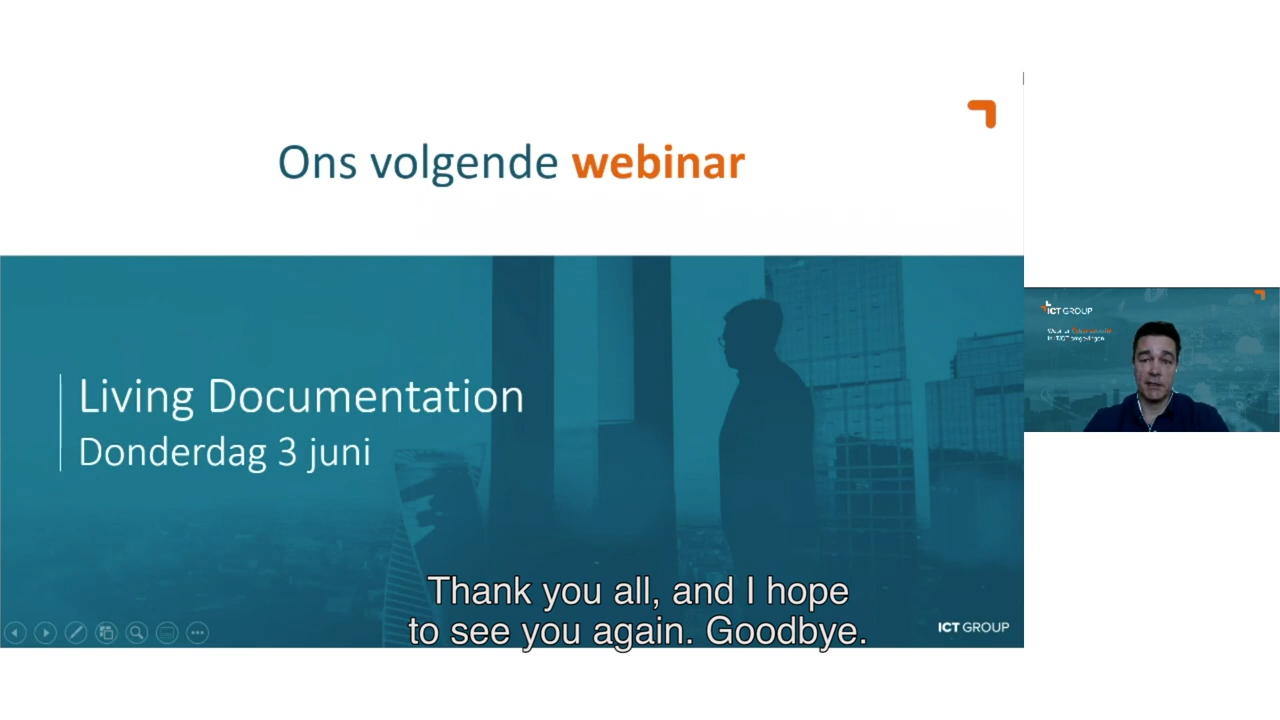 Ons volgende webinar
Living Documentation
Donderdag 3 juni
Thank you all, and I hope
to see you again. Goodbye.
ICT GROUP
ICT GROUP